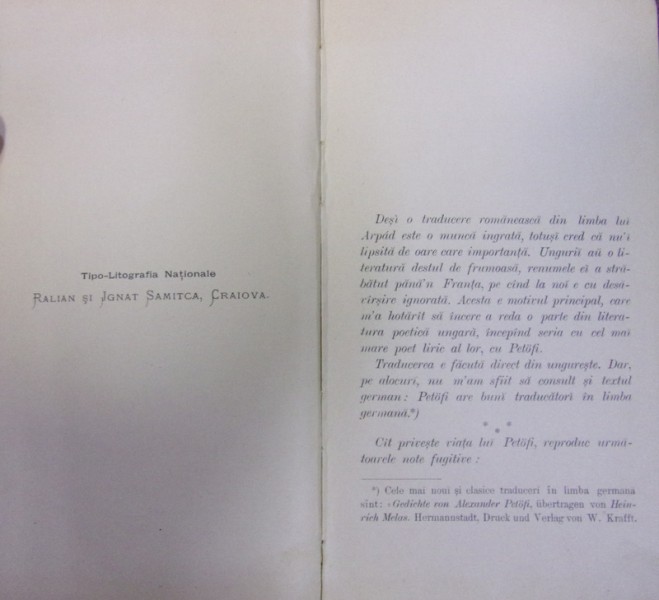 Tipo-Litografia Naționale
RALIAN ȘI JGNAT SAMITCA, CRAIOVA.
Deși o traducere românească din limba lui
Arpád este o muncă ingrată, totuși cred că nu'i
lipsită de oare care importanță. Unguriĭ aŭ o li-
teratură destul de frumoasă, renumele eĭ a stră-
bătut până'n Franța, pe cînd la noi e cu desă-
vîrșire ignorată. Acesta e motivul principal, care
m'a hotărît să încerc a reda o parte din litera-
tura poetică ungară, începînd seria cu cel mai
mare poet liric al lor, cu Petöfi.
Traducerea e făcută direct din ungurește. Dar,
pe alocuri, nu m'am sfiit să consult și textul
german: Petöfi are bunĭ traducători în limba
germană.*)
* * *
Cît privește viața lui Petöfi, reproduc urmă-
toarele note fugitive :
*) Cele mai noui și clasice traduceri în limba germana
sînt: «Gedichte von Alexander Petöfi, übertragen von Hein-
rich Melas. Hermannstadt, Druck und Verlag von W. Krafft.